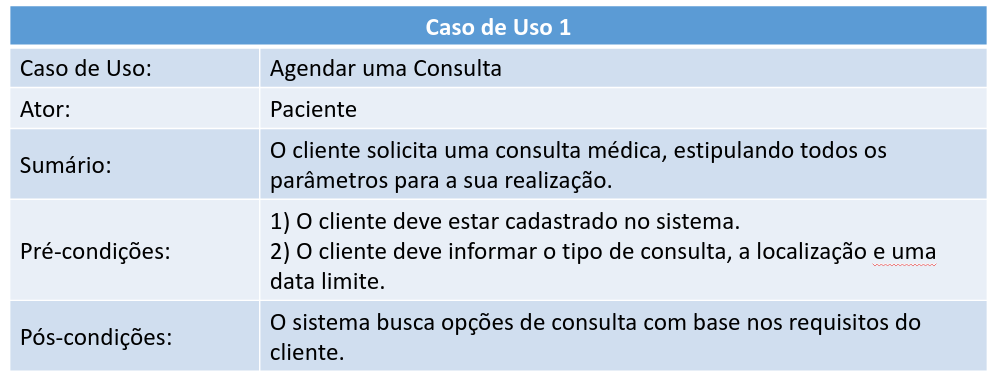 Caso de Uso 1
Caso de Uso:
Agendar uma Consulta
Ator:
Paciente
Sumário:
O cliente solicita uma consulta médica, estipulando todos os
parâmetros para a sua realização.
Pré-condições:
1) O cliente deve estar cadastrado no sistema.
2) O cliente deve informar o tipo de consulta, a localização e uma
data limite.
Pós-condições:
O sistema busca opções de consulta com base nos requisitos do
cliente.